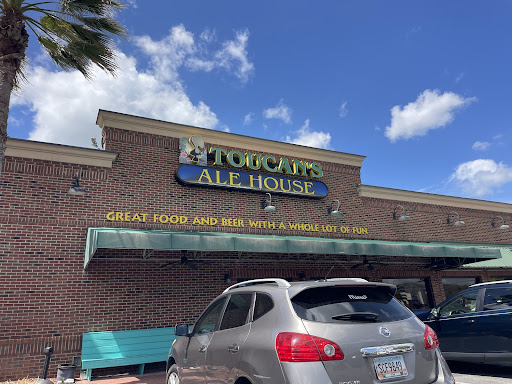 TOUCAN'S
ALE HOUSE
GREAT FOOD AND BEER WITH A WHOLE LOT OF FUN